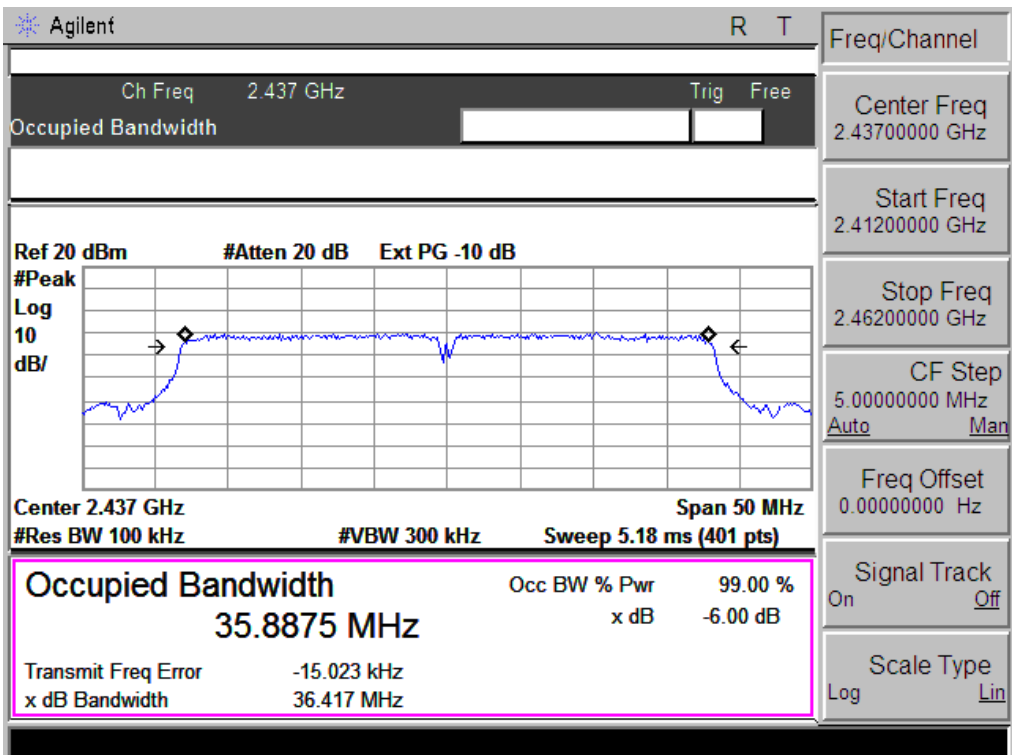 Agilent R T
Ch Freq 2.437 GHz Trig Free
Occupied Bandwidth
Ref 20 dBm #Atten 20 dB Ext PG -10 dB
#Peak
Log
10
dB/
Center 2.437 GHz Span 50 MHz
#Res BW 100 kHz #VBW 300 kHz Sweep 5.18 ms (401 pts)
Occupied Bandwidth Occ BW % Pwr 99.00 %
35.8875 MHz x dB -6.00 dB
Transmit Freq Error -15.023 kHz
x dB Bandwidth 36.417 MHz
Freq/Channel
Center Freq
2.43700000 GHz
Start Freq
2.41200000 GHz
Stop Freq
2.46200000 GHz
CF Step
5.00000000 MHz
Auto Man
Freq Offset
0.00000000 Hz
Signal Track
On Off
Scale Type
Log Lin